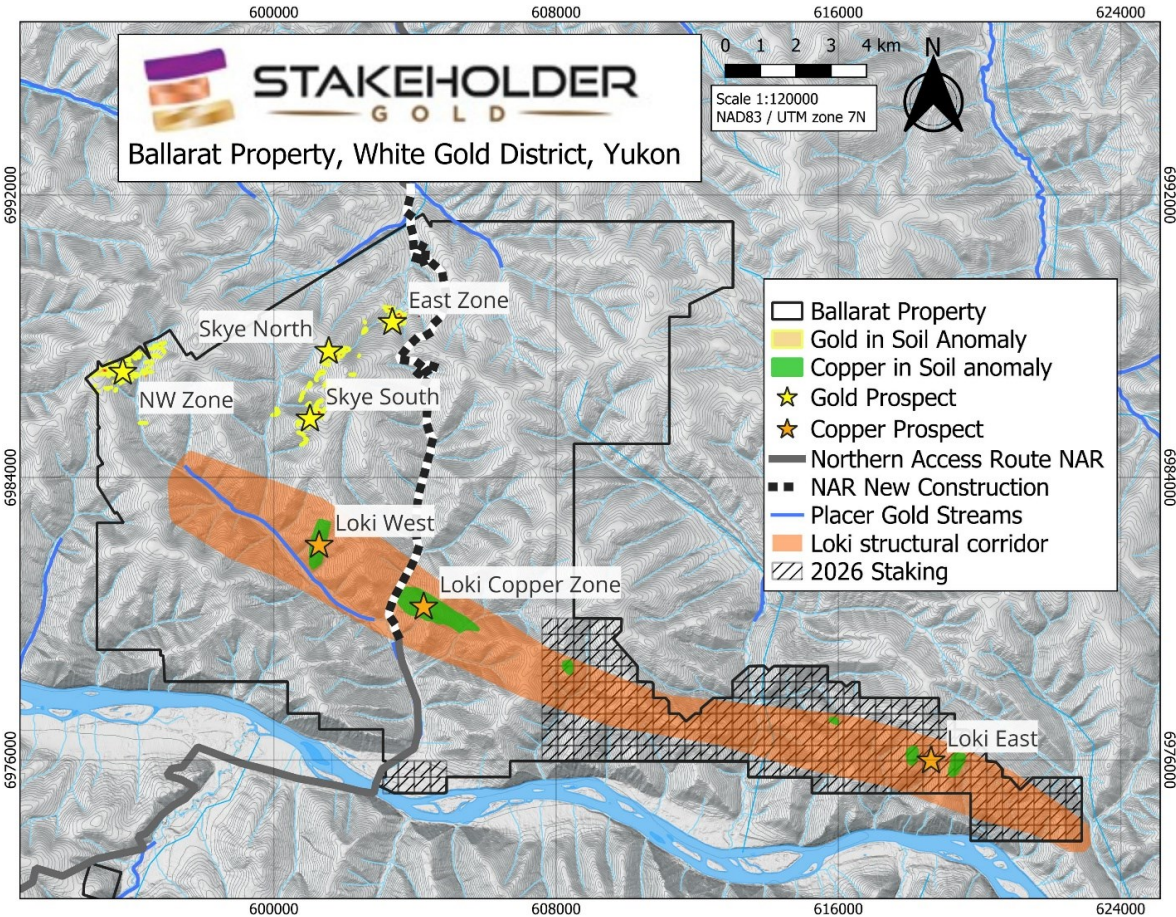 600000 608000 616000 624000
STAKEHOLDER
GOLD
Ballarat Property, White Gold District, Yukon
0 1 2 3 4 km
N
Scale 1:120000
NAD83 / UTM zone 7N
6992000 6992000
East Zone
Skye North
NW Zone
Skye South
Ballarat Property
Gold in Soil Anomaly
Copper in Soil anomaly
Gold Prospect
Copper Prospect
Northern Access Route NAR
NAR New Construction
Placer Gold Streams
Loki structural corridor
2026 Staking
6984000 6984000
Loki West
Loki Copper Zone
Loki East
6976000 6976000
600000 608000 616000 624000